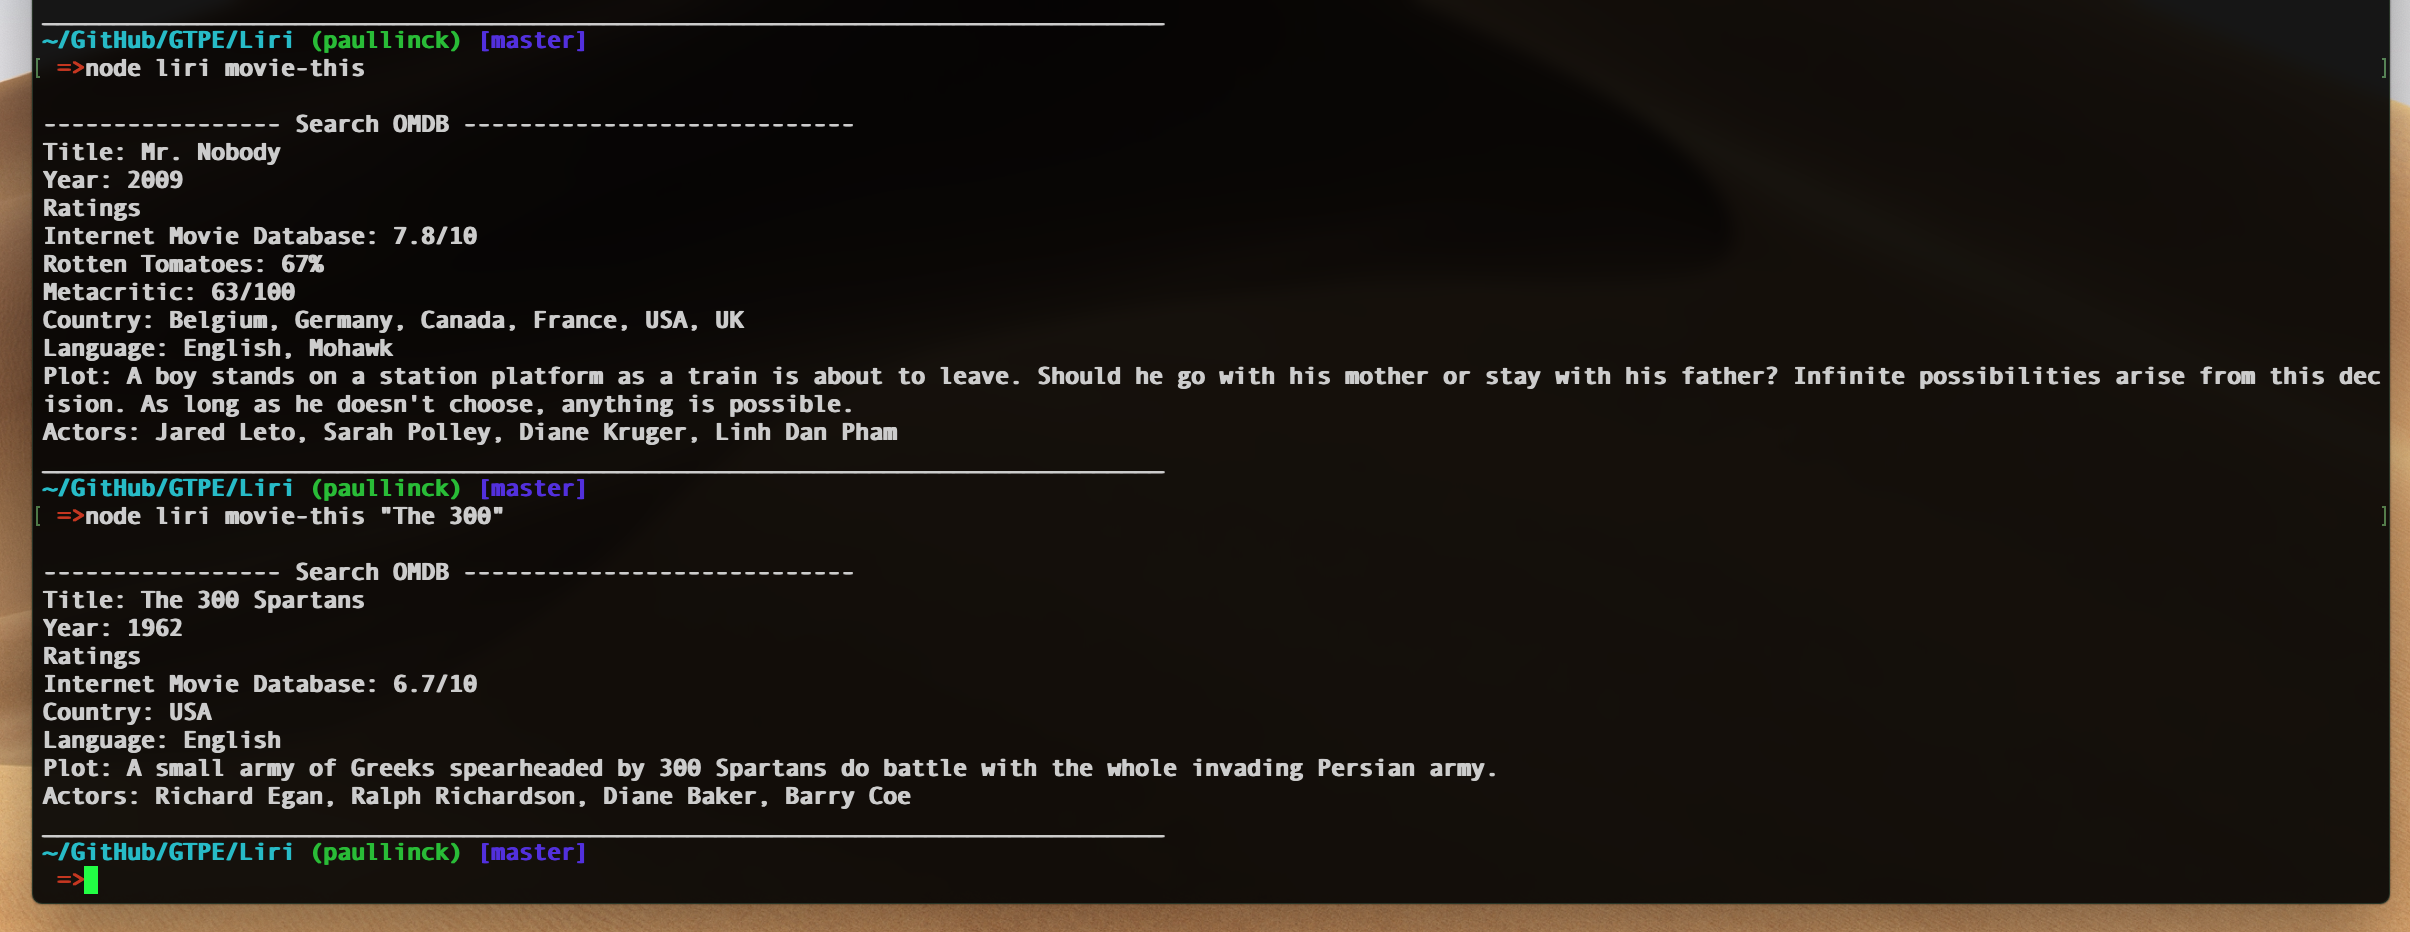 ~/GitHub/GTPE/Liri (paullinck) [master]
[ =>node liri movie-this ]
----------------- Search OMDB ----------------------------
Title: Mr. Nobody
Year: 2009
Ratings
Internet Movie Database: 7.8/10
Rotten Tomatoes: 67%
Metacritic: 63/100
Country: Belgium, Germany, Canada, France, USA, UK
Language: English, Mohawk
Plot: A boy stands on a station platform as a train is about to leave. Should he go with his mother or stay with his father? Infinite possibilities arise from this dec
ision. As long as he doesn't choose, anything is possible.
Actors: Jared Leto, Sarah Polley, Diane Kruger, Linh Dan Pham
~/GitHub/GTPE/Liri (paullinck) [master]
[ =>node liri movie-this "The 300" ]
----------------- Search OMDB ----------------------------
Title: The 300 Spartans
Year: 1962
Ratings
Internet Movie Database: 6.7/10
Country: USA
Language: English
Plot: A small army of Greeks spearheaded by 300 Spartans do battle with the whole invading Persian army.
Actors: Richard Egan, Ralph Richardson, Diane Baker, Barry Coe
~/GitHub/GTPE/Liri (paullinck) [master]
=>